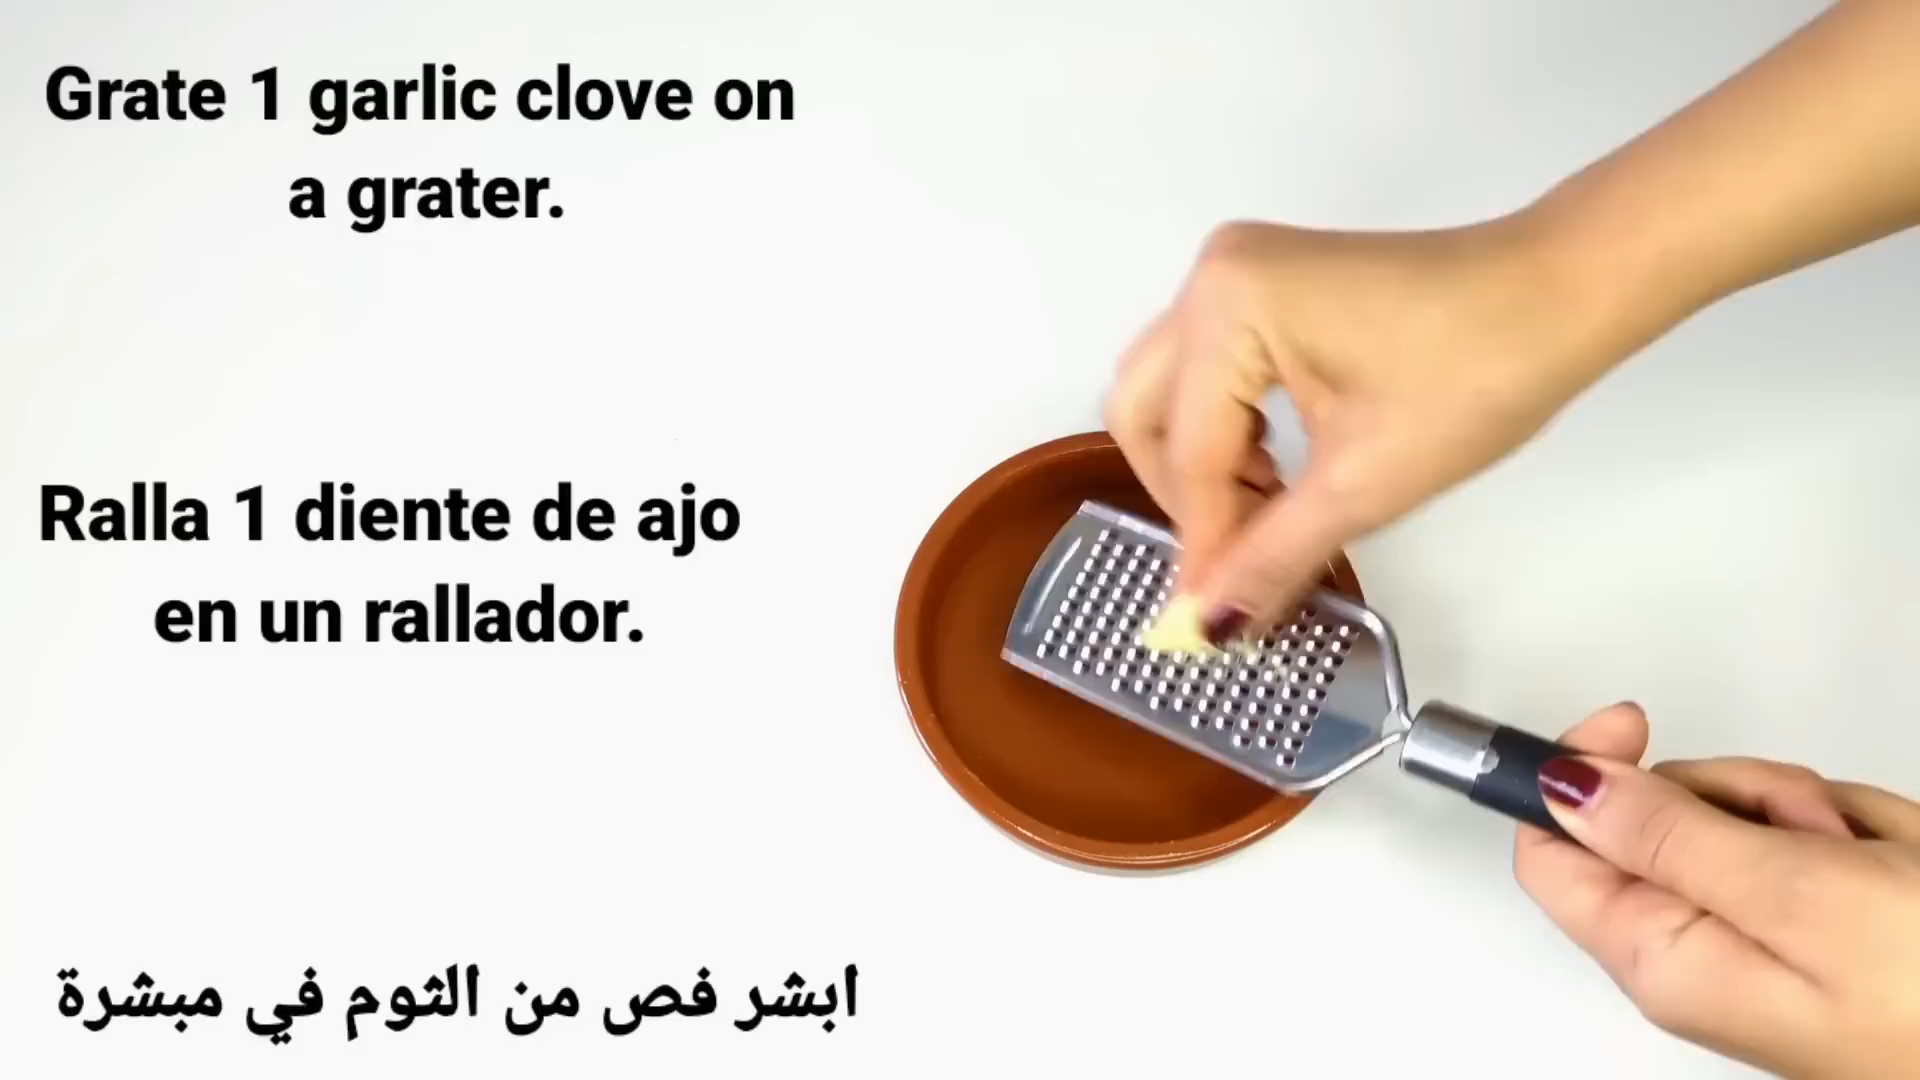 Grate 1 garlic clove on
a grater.
Ralla 1 diente de ajo
en un rallador.
ابشر فص من الثوم في مبشرة